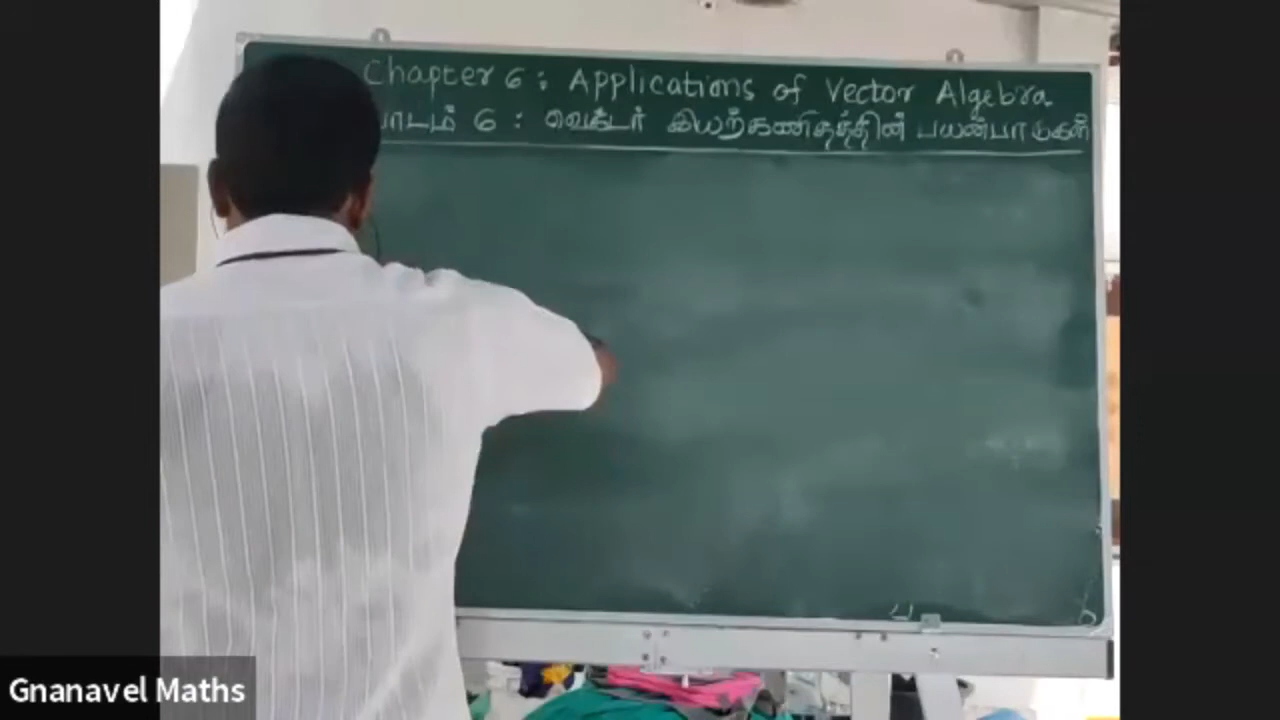 Chapter 6 : Applications of Vector Algebra
பாடம் 6 : வெக்டர் இயற்கணிதத்தின் பயன்பாடுகள்
Gnanavel Maths